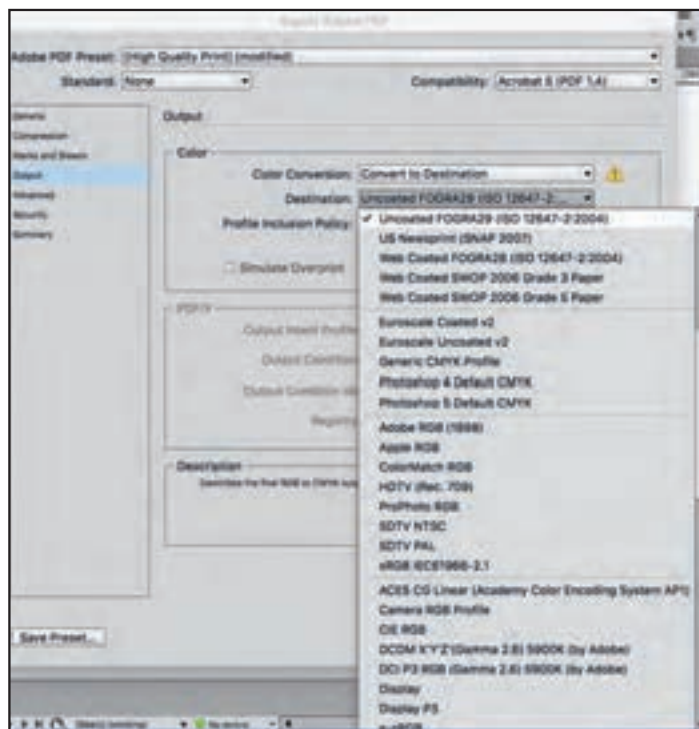 Export Adobe PDF
Adobe PDF Preset: [High Quality Print] (modified)
Standard: None
Compatibility: Acrobat 5 (PDF 1.4)
General
Compression
Marks and Bleeds
Output
Advanced
Security
Summary
Output
Color
Color Conversion: Convert to Destination
Destination: Uncoated FOGRA29 (ISO 12647-2:...
Profile Inclusion Policy:
Simulate Overprint
PDF/X
Output Intent Profile
Output Condition
Output Condition
Registry
Description
✓ Uncoated FOGRA29 (ISO 12647-2:2004)
US Newsprint (SNAP 2007)
Web Coated FOGRA28 (ISO 12647-2:2004)
Web Coated SWOP 2006 Grade 3 Paper
Web Coated SWOP 2006 Grade 5 Paper
Euroscale Coated v2
Euroscale Uncoated v2
Generic CMYK Profile
Photoshop 4 Default CMYK
Photoshop 5 Default CMYK
Adobe RGB (1998)
Apple RGB
ColorMatch RGB
HDTV (Rec. 709)
ProPhoto RGB
SDTV NTSC
SDTV PAL
sRGB IEC61966-2.1
ACES CG Linear (Academy Color Encoding System AP1)
Camera RGB Profile
CIE RGB
DCDM X'Y'Z'(Gamma 2.6) 5900K (by Adobe)
DCI P3 RGB (Gamma 2.6) 5900K (by Adobe)
Display
Display P3
e-sRGB
Save Preset...